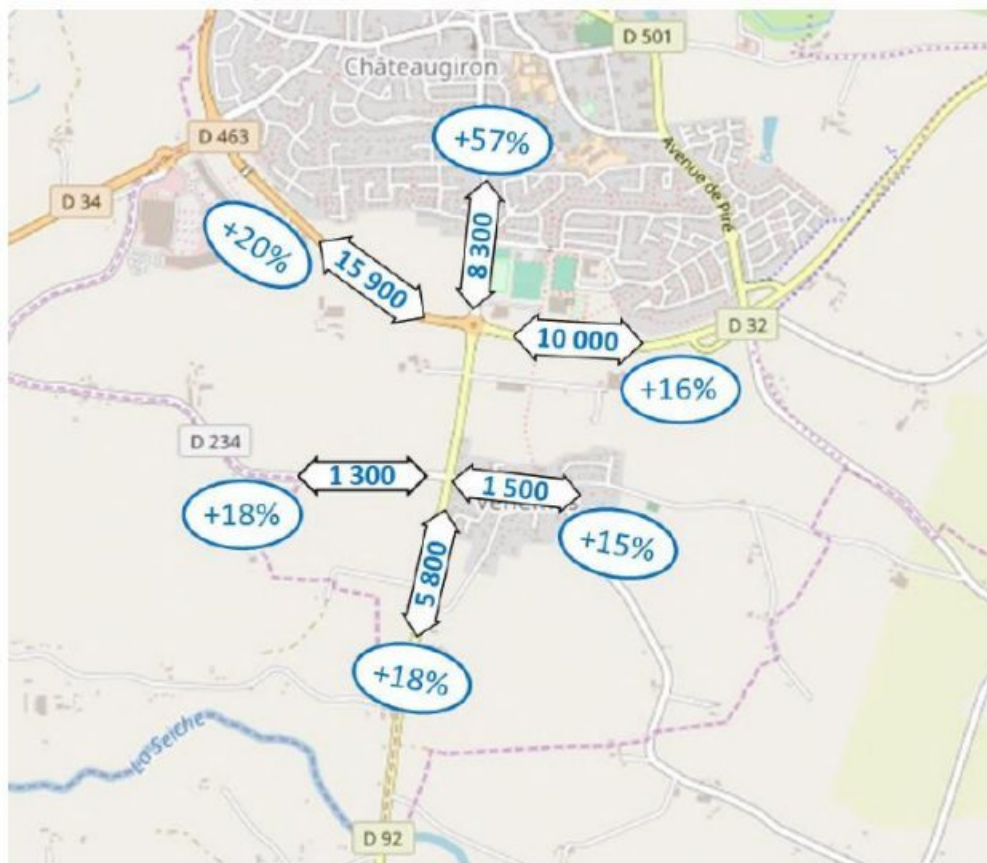 D 501
Châteaugiron
+57%
D 463
Avenue de Piré
D 34
+20%
15 900
8 300
10 000
D 32
+16%
D 234
1 300
1 500
+18%
+15%
5 800
+18%
La Seiche
D 92